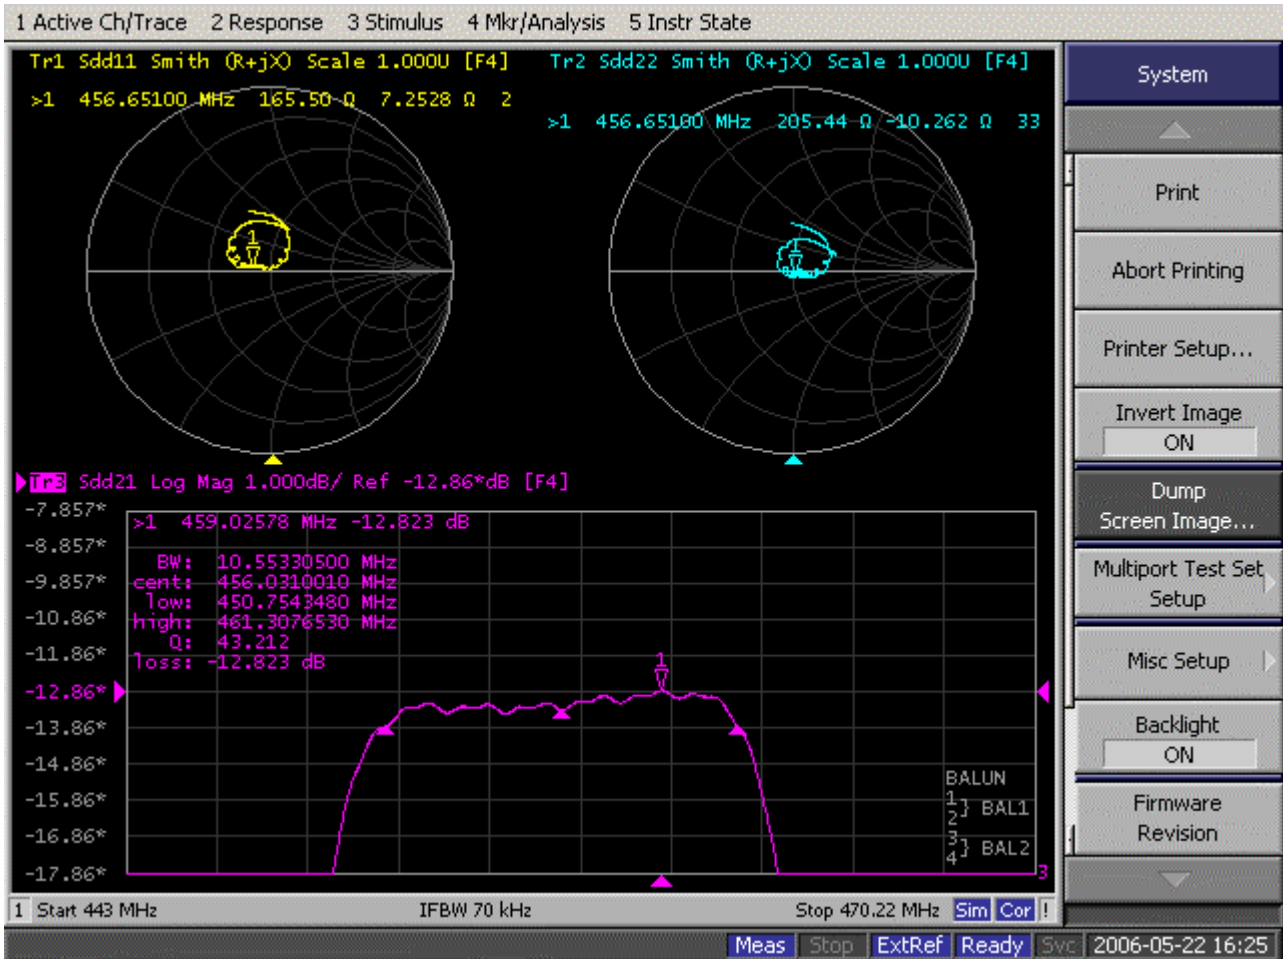 1 Active Ch/Trace 2 Response 3 Stimulus 4 Mkr/Analysis 5 Instr State
Tr1 Sdd11 Smith (R+jX) Scale 1.000U [F4]
>1 456.65100 MHz 165.50 Ω 7.2528 Ω 2
1
Tr2 Sdd22 Smith (R+jX) Scale 1.000U [F4]
>1 456.65100 MHz 205.44 Ω -10.262 Ω 33
1
Tr3 Sdd21 Log Mag 1.000dB/ Ref -12.86*dB [F4]
-7.857*
-8.857*
-9.857*
-10.86*
-11.86*
-12.86*
-13.86*
-14.86*
-15.86*
-16.86*
-17.86*
>1 459.02578 MHz -12.823 dB
BW: 10.55330500 MHz
cent: 456.0310010 MHz
low: 450.7543480 MHz
high: 461.3076530 MHz
Q: 43.212
loss: -12.823 dB
1
BALUN
1
2} BAL1
3
4} BAL2
3
1 Start 443 MHz IFBW 70 kHz Stop 470.22 MHz Sim Cor !
Meas Stop ExtRef Ready Svc 2006-05-22 16:25
System
Print
Abort Printing
Printer Setup...
Invert Image
ON
Dump
Screen Image...
Multiport Test Set
Setup
Misc Setup
Backlight
ON
Firmware
Revision